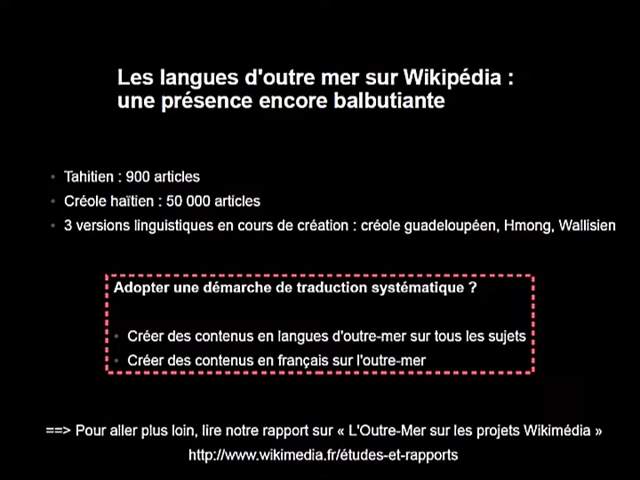 Les langues d'outre mer sur Wikipédia :
une présence encore balbutiante
Tahitien : 900 articles
Créole haïtien : 50 000 articles
3 versions linguistiques en cours de création : créole guadeloupéen, Hmong, Wallisien
Adopter une démarche de traduction systématique ?
Créer des contenus en langues d'outre-mer sur tous les sujets
Créer des contenus en français sur l'outre-mer
==> Pour aller plus loin, lire notre rapport sur « L'Outre-Mer sur les projets Wikimédia »
http://www.wikimedia.fr/études-et-rapports